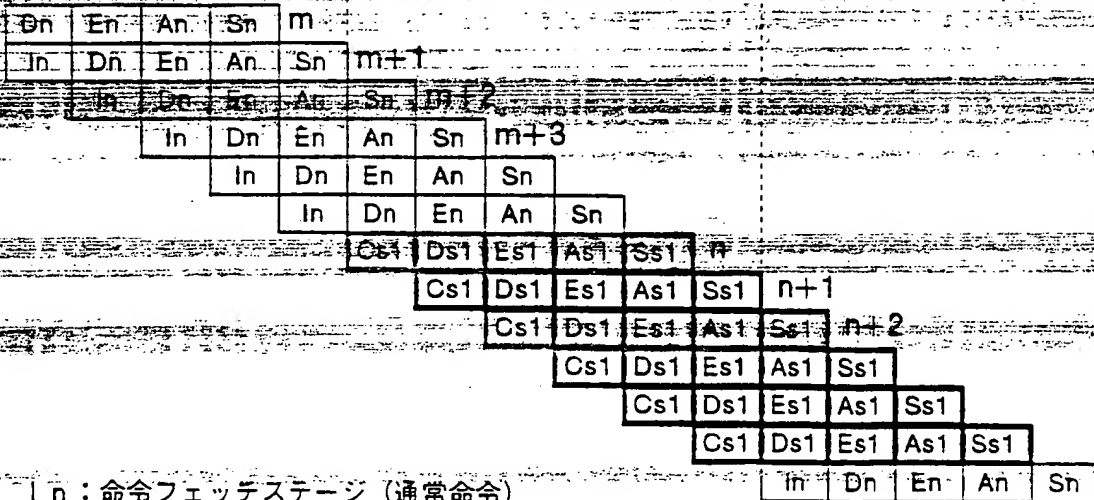 Dn En An Sn m
In Dn En An Sn m+1
In Dn En An Sn m+2
In Dn En An Sn m+3
In Dn En An Sn
In Dn En An Sn
Cs1 Ds1 Es1 As1 Ss1 n
Cs1 Ds1 Es1 As1 Ss1 n+1
Cs1 Ds1 Es1 As1 Ss1 n+2
Cs1 Ds1 Es1 As1 Ss1
Cs1 Ds1 Es1 As1 Ss1
Cs1 Ds1 Es1 As1 Ss1
In Dn En An Sn
In：命令フェッチステージ（通常命令）